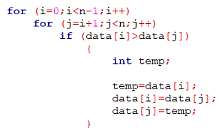 for (i=0;i<n-1;i++)
for (j=i+1;j<n;j++)
if (data[i]>data[j])
{
int temp;
temp=data[i];
data[i]=data[j];
data[j]=temp;
}